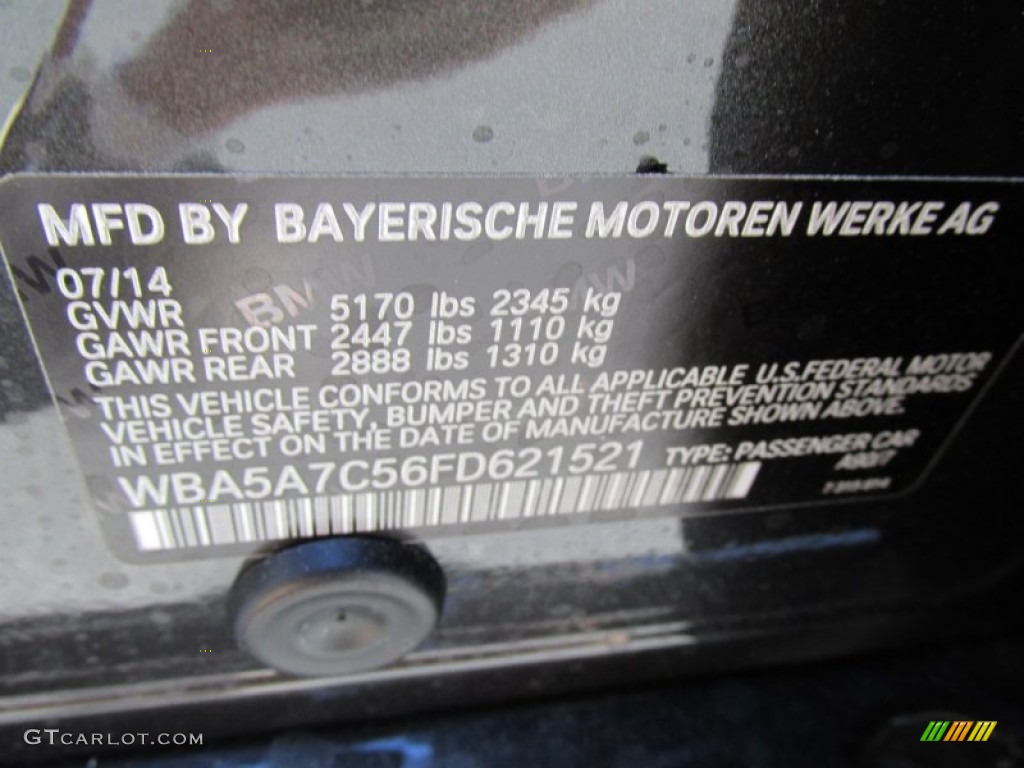 MFD BY BAYERISCHE MOTOREN WERKE AG
07/14
GVWR 5170 lbs 2345 kg
GAWR FRONT 2447 lbs 1110 kg
GAWR REAR 2888 lbs 1310 kg
THIS VEHICLE CONFORMS TO ALL APPLICABLE U.S.FEDERAL MOTOR
VEHICLE SAFETY, BUMPER AND THEFT PREVENTION STANDARDS
IN EFFECT ON THE DATE OF MANUFACTURE SHOWN ABOVE.
WBA5A7C56FD621521 TYPE: PASSENGER CAR
GTCARLOT.COM